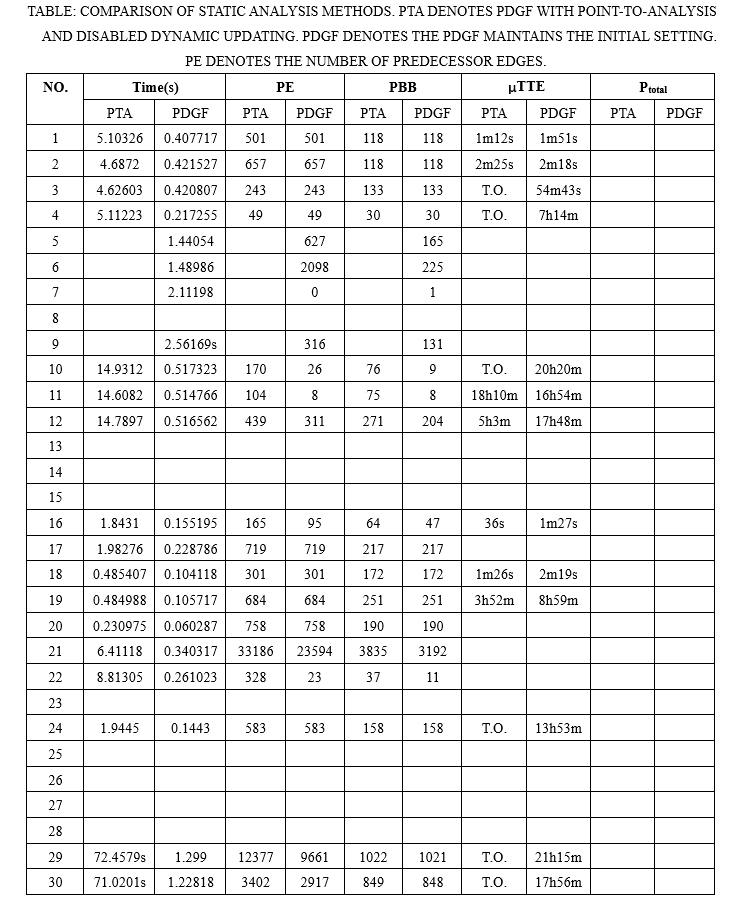 TABLE: COMPARISON OF STATIC ANALYSIS METHODS. PTA DENOTES PDGF WITH POINT-TO-ANALYSIS
AND DISABLED DYNAMIC UPDATING. PDGF DENOTES THE PDGF MAINTAINS THE INITIAL SETTING.
PE DENOTES THE NUMBER OF PREDECESSOR EDGES.
NO. Time(s) PE PBB μTTE Ptotal
PTA PDGF PTA PDGF PTA PDGF PTA PDGF PTA PDGF
1 5.10326 0.407717 501 501 118 118 1m12s 1m51s
2 4.6872 0.421527 657 657 118 118 2m25s 2m18s
3 4.62603 0.420807 243 243 133 133 T.O. 54m43s
4 5.11223 0.217255 49 49 30 30 T.O. 7h14m
5 1.44054 627 165
6 1.48986 2098 225
7 2.11198 0 1
8
9 2.56169s 316 131
10 14.9312 0.517323 170 26 76 9 T.O. 20h20m
11 14.6082 0.514766 104 8 75 8 18h10m 16h54m
12 14.7897 0.516562 439 311 271 204 5h3m 17h48m
13
14
15
16 1.8431 0.155195 165 95 64 47 36s 1m27s
17 1.98276 0.228786 719 719 217 217
18 0.485407 0.104118 301 301 172 172 1m26s 2m19s
19 0.484988 0.105717 684 684 251 251 3h52m 8h59m
20 0.230975 0.060287 758 758 190 190
21 6.41118 0.340317 33186 23594 3835 3192
22 8.81305 0.261023 328 23 37 11
23
24 1.9445 0.1443 583 583 158 158 T.O. 13h53m
25
26
27
28
29 72.4579s 1.299 12377 9661 1022 1021 T.O. 21h15m
30 71.0201s 1.22818 3402 2917 849 848 T.O. 17h56m